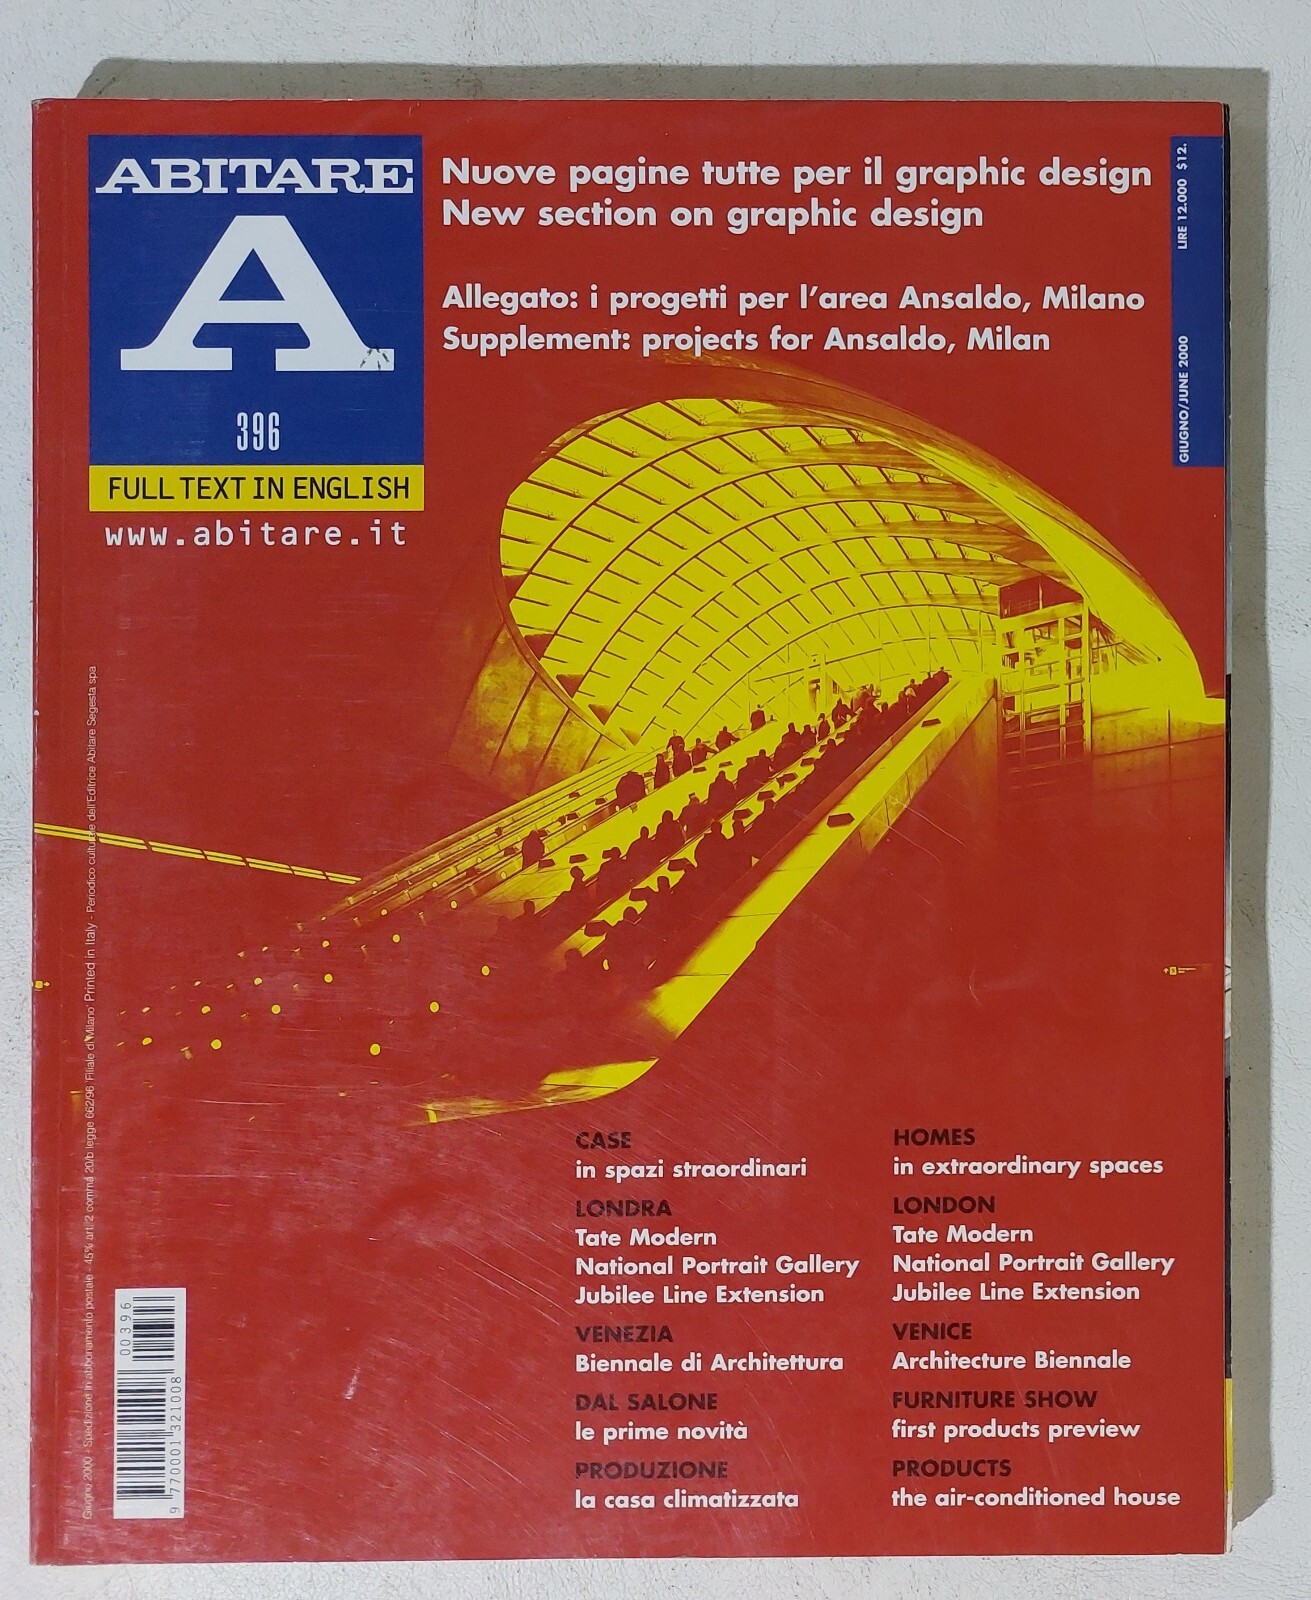 ABITARE
A
396
FULL TEXT IN ENGLISH
www.abitare.it
Nuove pagine tutte per il graphic design
New section on graphic design
Allegato: i progetti per l'area Ansaldo, Milano
Supplement: projects for Ansaldo, Milan
LIRE 12.000 $12.
GIUGNO/JUNE 2000
Giugno 2000 - Spedizione in abbonamento postale - 45% art. 2 comma 20/b legge 662/96 'Filiale di Milano' Printed in Italy - Periodico culturale dell'Editrice Abitare Segesta spa
CASE
in spazi straordinari
LONDRA
Tate Modern
National Portrait Gallery
Jubilee Line Extension
VENEZIA
Biennale di Architettura
DAL SALONE
le prime novità
PRODUZIONE
la casa climatizzata
HOMES
in extraordinary spaces
LONDON
Tate Modern
National Portrait Gallery
Jubilee Line Extension
VENICE
Architecture Biennale
FURNITURE SHOW
first products preview
PRODUCTS
the air-conditioned house
00396
9 770001 321008